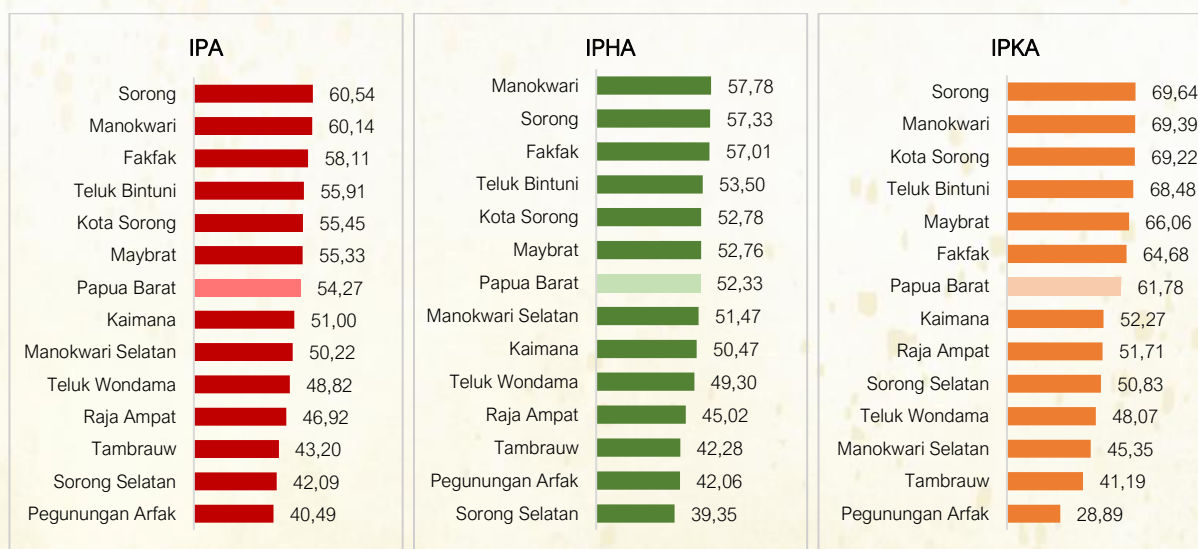 IPA
Sorong 60,54
Manokwari 60,14
Fakfak 58,11
Teluk Bintuni 55,91
Kota Sorong 55,45
Maybrat 55,33
Papua Barat 54,27
Kaimana 51,00
Manokwari Selatan 50,22
Teluk Wondama 48,82
Raja Ampat 46,92
Tambrauw 43,20
Sorong Selatan 42,09
Pegunungan Arfak 40,49
IPHA
Manokwari 57,78
Sorong 57,33
Fakfak 57,01
Teluk Bintuni 53,50
Kota Sorong 52,78
Maybrat 52,76
Papua Barat 52,33
Manokwari Selatan 51,47
Kaimana 50,47
Teluk Wondama 49,30
Raja Ampat 45,02
Tambrauw 42,28
Pegunungan Arfak 42,06
Sorong Selatan 39,35
IPKA
Sorong 69,64
Manokwari 69,39
Kota Sorong 69,22
Teluk Bintuni 68,48
Maybrat 66,06
Fakfak 64,68
Papua Barat 61,78
Kaimana 52,27
Raja Ampat 51,71
Sorong Selatan 50,83
Teluk Wondama 48,07
Manokwari Selatan 45,35
Tambrauw 41,19
Pegunungan Arfak 28,89